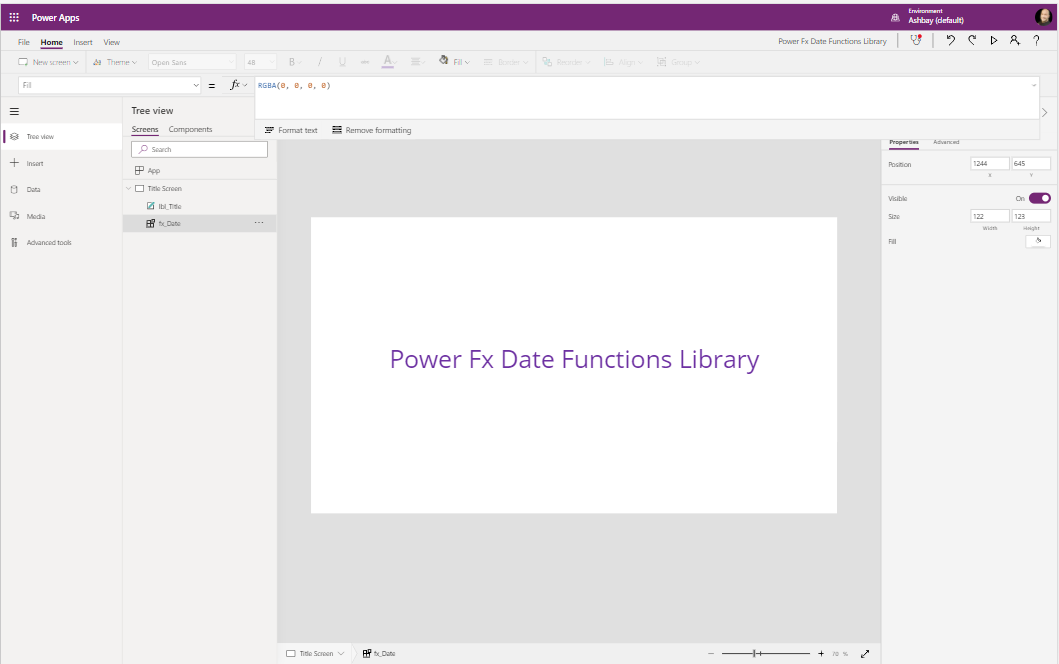 Power Apps
Environment
Ashbay (default)
File Home Insert View
Power Fx Date Functions Library
New screen Theme Open Sans 48 B I U abc A Fill Border Reorder Align Group
Fill = fx RGBA(0, 0, 0, 0)
Format text Remove formatting
Tree view
Insert
Data
Media
Advanced tools
Tree view
Screens Components
Search
App
Title Screen
lbl_Title
fx_Date
Power Fx Date Functions Library
Properties Advanced
Position 1244 645
X Y
Visible On
Size 122 123
Width Height
Fill
Title Screen fx_Date
70 %